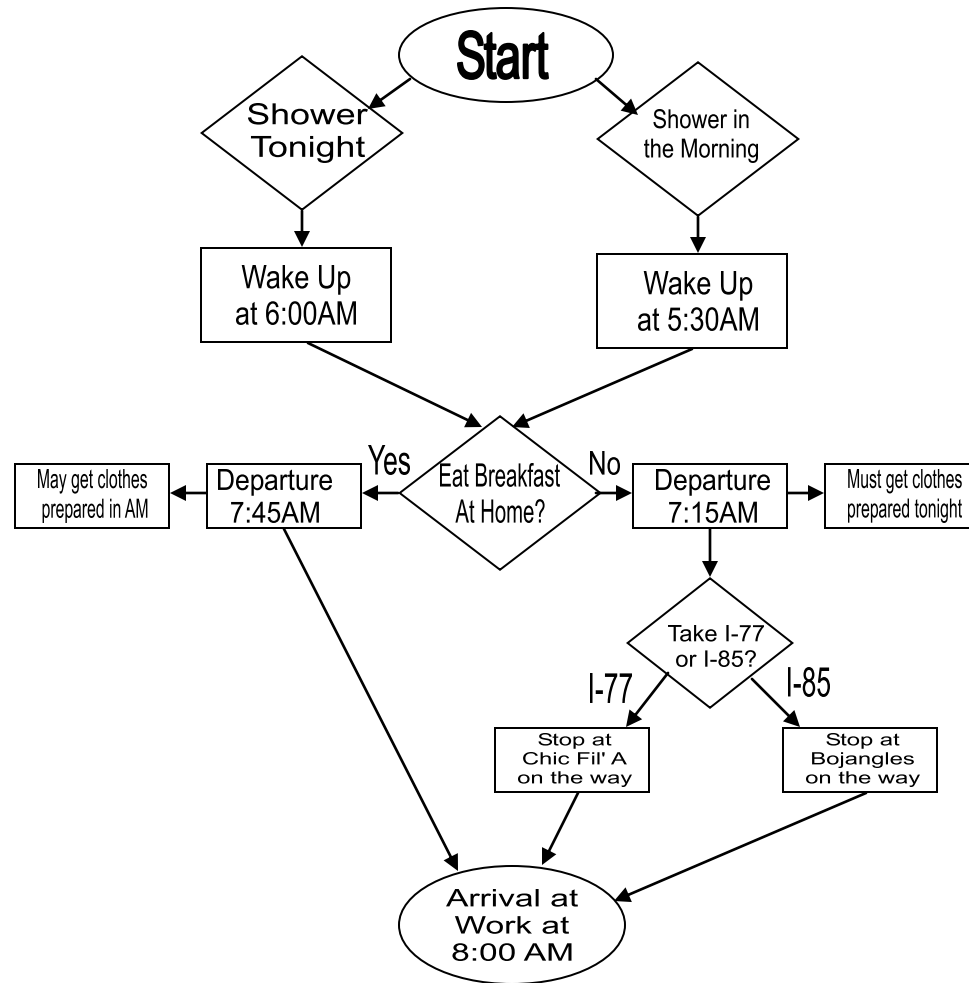 Start
Shower
Tonight
Shower in
the Morning
Wake Up
at 6:00AM
Wake Up
at 5:30AM
Yes
Eat Breakfast
At Home?
No
May get clothes
prepared in AM
Departure
7:45AM
Departure
7:15AM
Must get clothes
prepared tonight
Take I-77
or I-85?
I-77
I-85
Stop at
Chic Fil' A
on the way
Stop at
Bojangles
on the way
Arrival at
Work at
8:00 AM